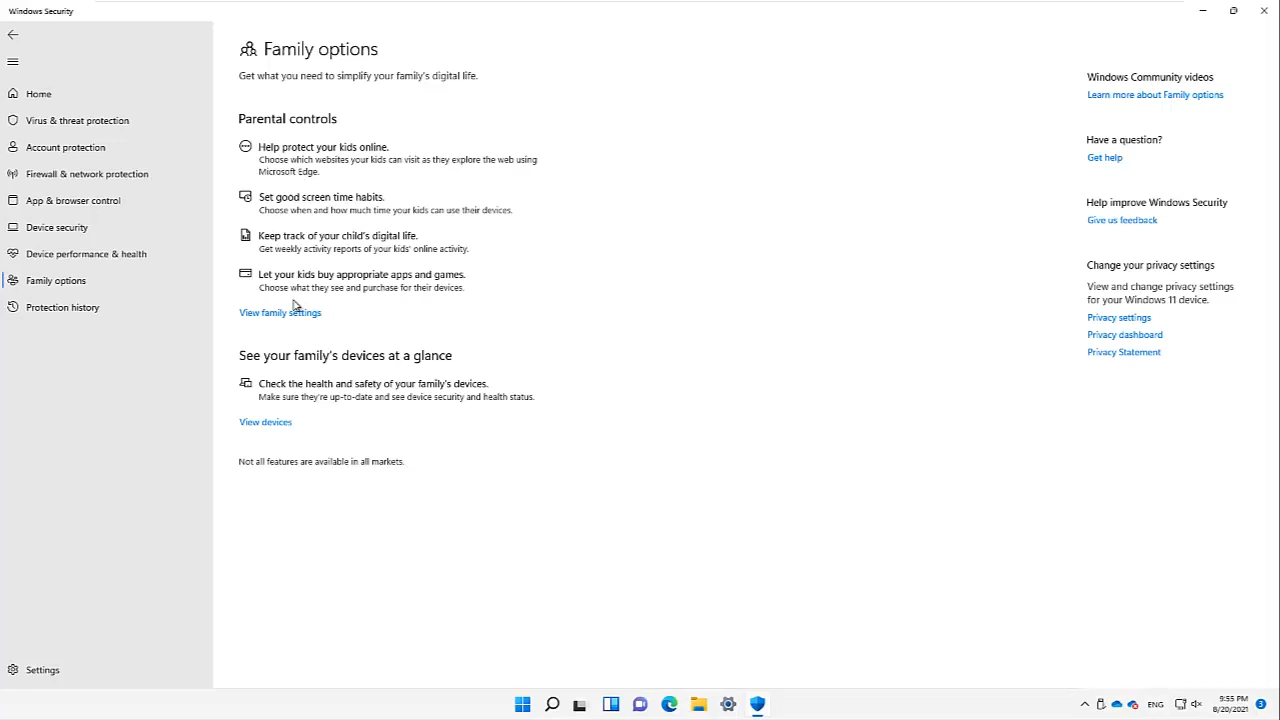 Windows Security
Home
Virus & threat protection
Account protection
Firewall & network protection
App & browser control
Device security
Device performance & health
Family options
Protection history
Settings
Family options
Get what you need to simplify your family's digital life.
Parental controls
Help protect your kids online.
Choose which websites your kids can visit as they explore the web using
Microsoft Edge.
Set good screen time habits.
Choose when and how much time your kids can use their devices.
Keep track of your child's digital life.
Get weekly activity reports of your kids' online activity.
Let your kids buy appropriate apps and games.
Choose what they see and purchase for their devices.
View family settings
See your family's devices at a glance
Check the health and safety of your family's devices.
Make sure they're up-to-date and see device security and health status.
View devices
Not all features are available in all markets.
Windows Community videos
Learn more about Family options
Have a question?
Get help
Help improve Windows Security
Give us feedback
Change your privacy settings
View and change privacy settings
for your Windows 11 device.
Privacy settings
Privacy dashboard
Privacy Statement
ENG
9:55 PM
8/20/2021
3